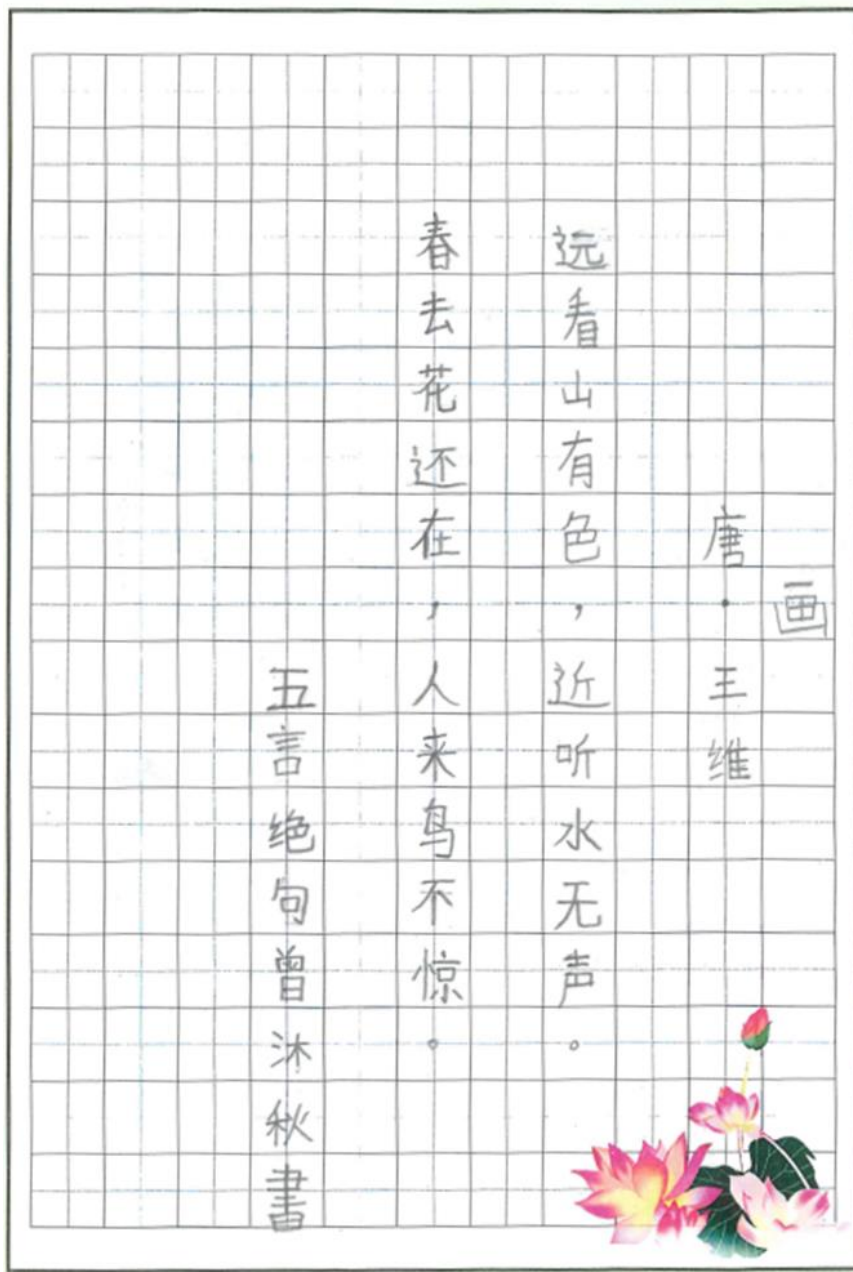 画
唐·王维
远看山有色，近听水无声。
春去花还在，人来鸟不惊。
五言绝句曾沐秋書